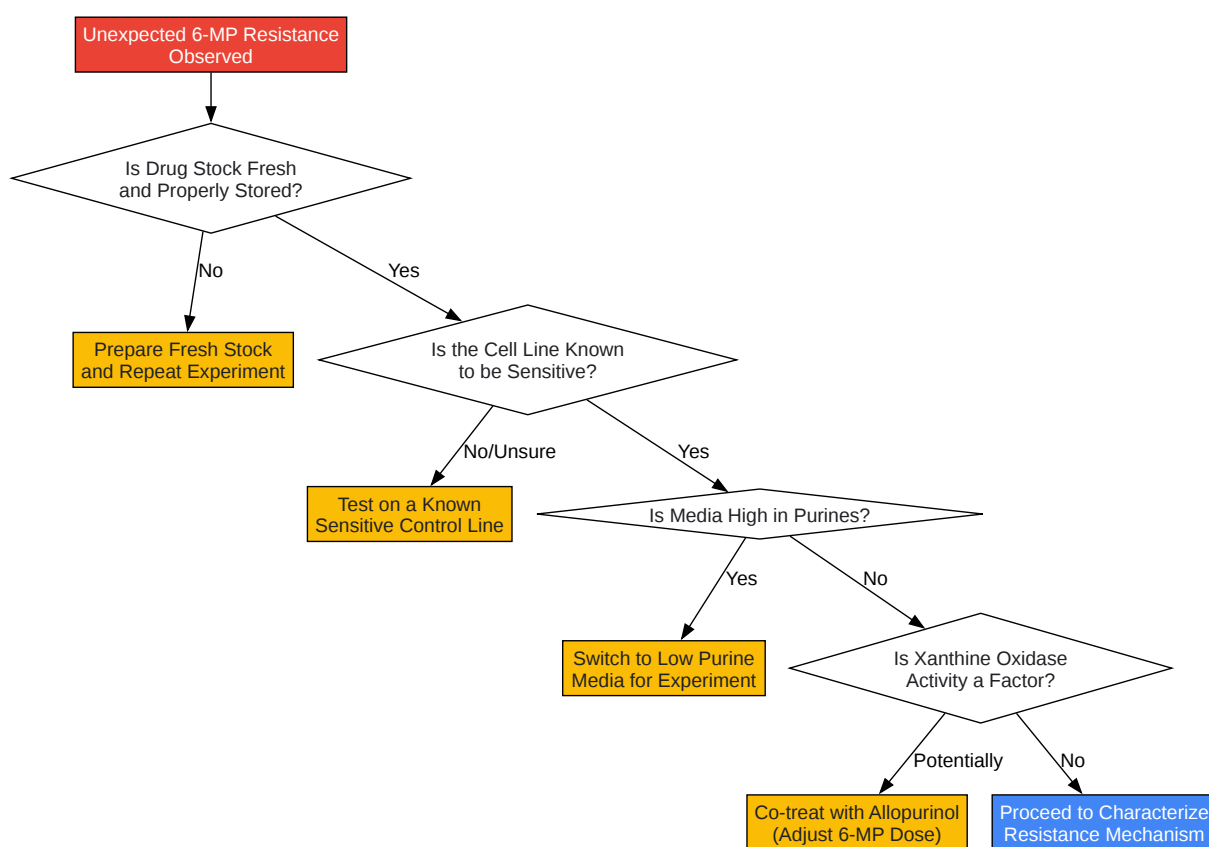 Unexpected 6-MP Resistance
Observed
Is Drug Stock Fresh
and Properly Stored?
No
Yes
Prepare Fresh Stock
and Repeat Experiment
Is the Cell Line Known
to be Sensitive?
No/Unsure
Yes
Test on a Known
Sensitive Control Line
Is Media High in Purines?
Yes
No
Switch to Low Purine
Media for Experiment
Is Xanthine Oxidase
Activity a Factor?
Potentially
No
Co-treat with Allopurinol
(Adjust 6-MP Dose)
Proceed to Characterize
Resistance Mechanism